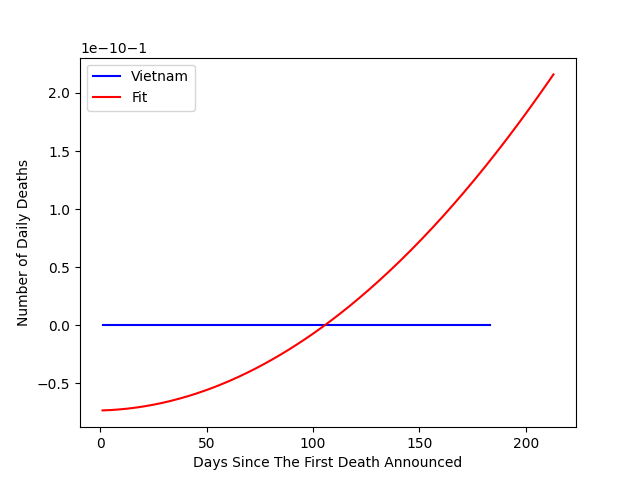 1e−10−1
Vietnam
Fit
2.0
1.5
1.0
0.5
0.0
−0.5
Number of Daily Deaths
0 50 100 150 200
Days Since The First Death Announced